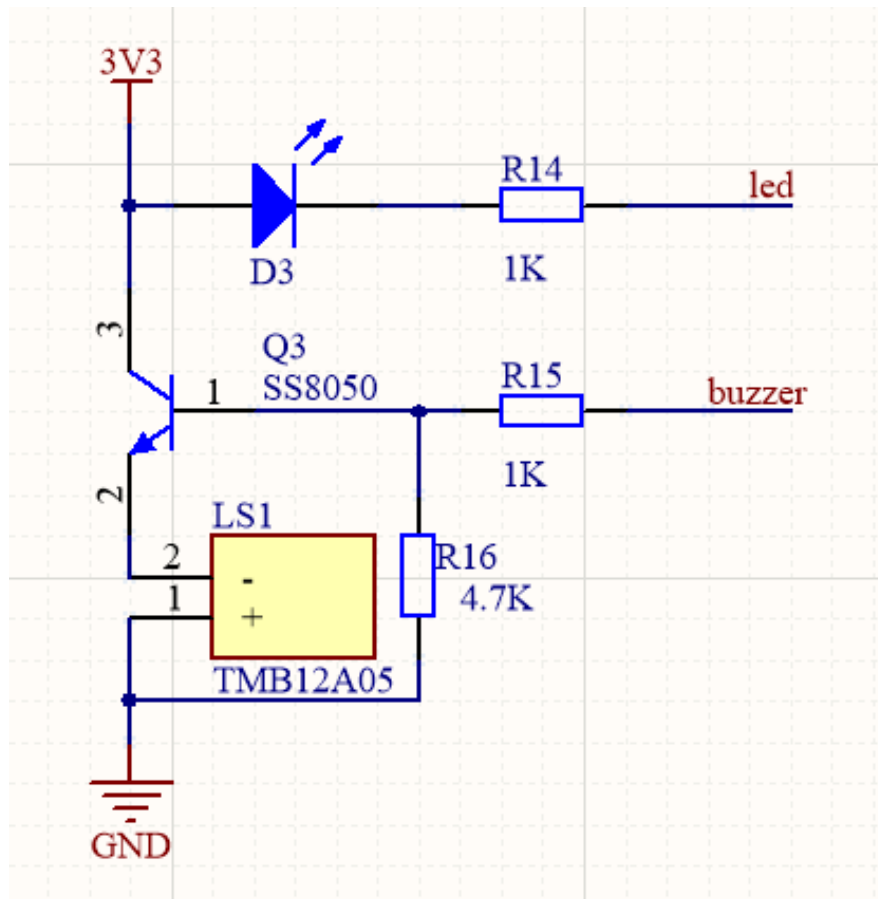 3V3
R14
led
D3
1K
3
Q3
SS8050
1
R15
buzzer
1K
2
LS1
2
-
1
+
R16
4.7K
TMB12A05
GND